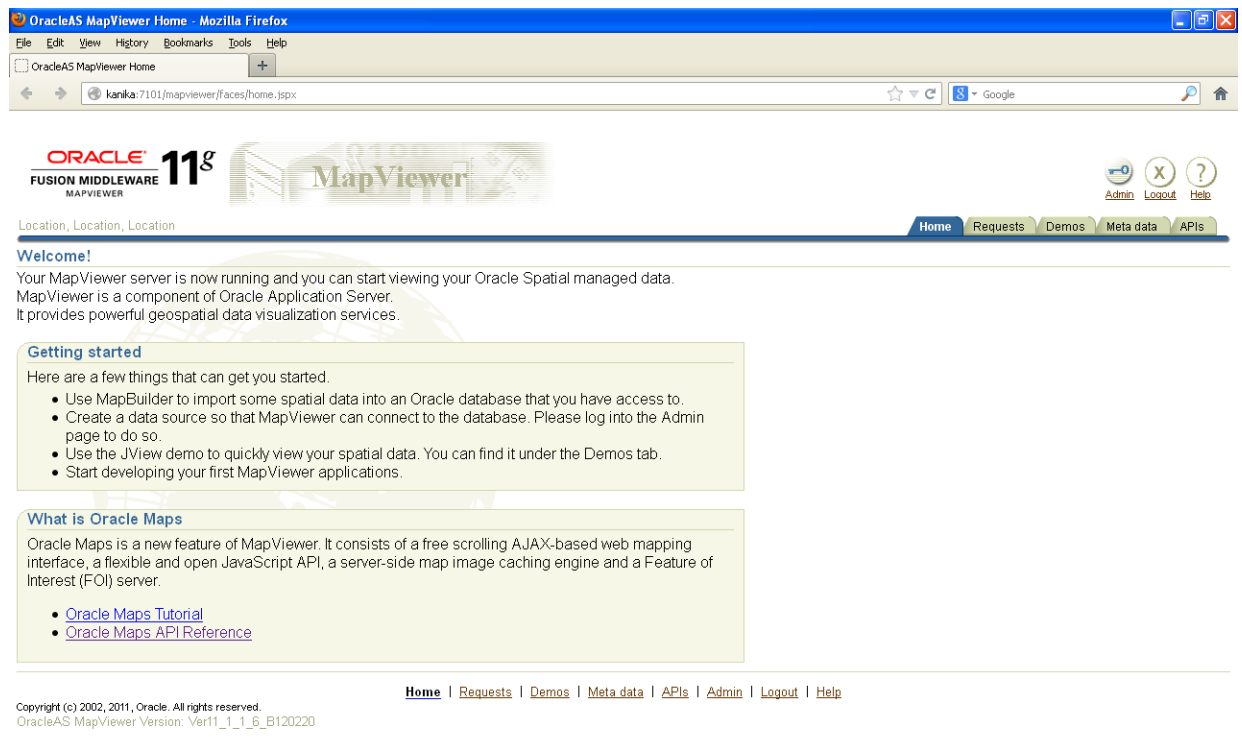 OracleAS MapViewer Home - Mozilla Firefox
File Edit View History Bookmarks Tools Help
OracleAS MapViewer Home +
kanika:7101/mapviewer/faces/home.jspx
Google
ORACLE
FUSION MIDDLEWARE
MAPVIEWER
11g
MapViewer
Admin Logout Help
Location, Location, Location
Home Requests Demos Meta data APIs
Welcome!
Your MapViewer server is now running and you can start viewing your Oracle Spatial managed data.
MapViewer is a component of Oracle Application Server.
It provides powerful geospatial data visualization services.
Getting started
Here are a few things that can get you started.
• Use MapBuilder to import some spatial data into an Oracle database that you have access to.
• Create a data source so that MapViewer can connect to the database. Please log into the Admin
page to do so.
• Use the JView demo to quickly view your spatial data. You can find it under the Demos tab.
• Start developing your first MapViewer applications.
What is Oracle Maps
Oracle Maps is a new feature of MapViewer. It consists of a free scrolling AJAX-based web mapping
interface, a flexible and open JavaScript API, a server-side map image caching engine and a Feature of
Interest (FOI) server.
• Oracle Maps Tutorial
• Oracle Maps API Reference
Home | Requests | Demos | Meta data | APIs | Admin | Logout | Help
Copyright (c) 2002, 2011, Oracle. All rights reserved.
OracleAS MapViewer Version: Ver11_1_1_6_B120220